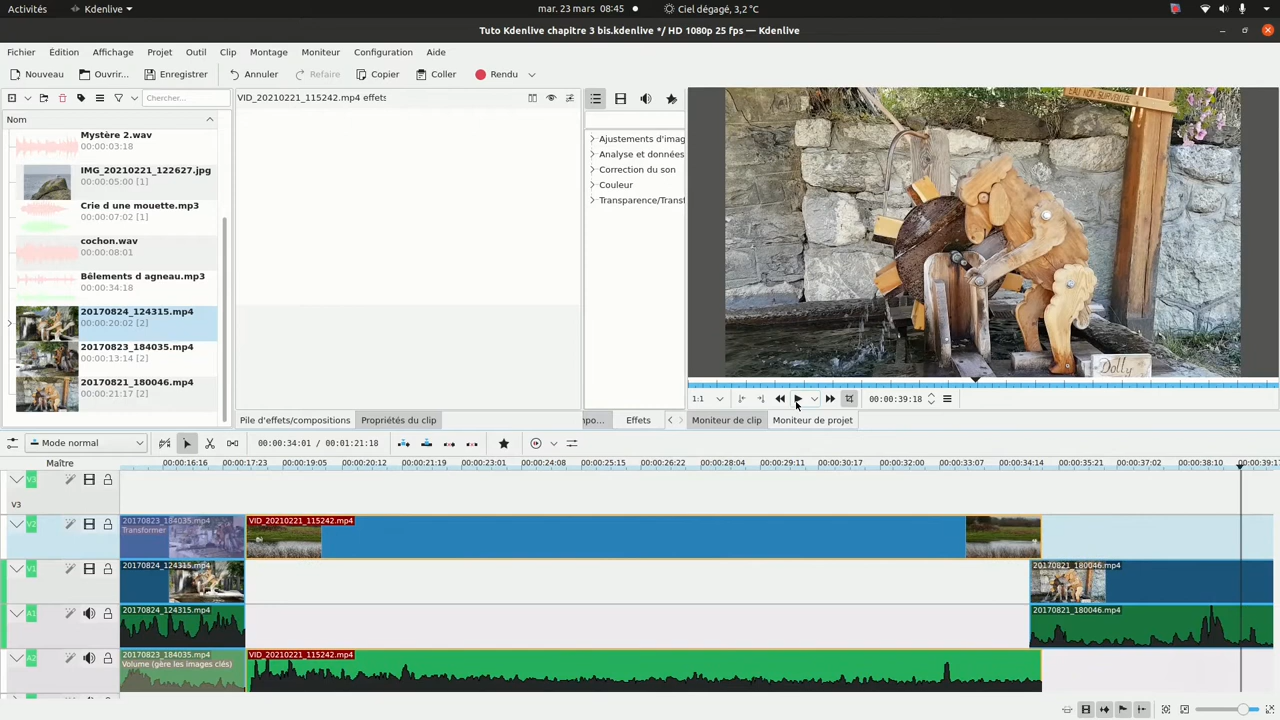 Activités
Kdenlive
mar. 23 mars 08:45
Ciel dégagé, 3,2 °C
Tuto Kdenlive chapitre 3 bis.kdenlive */ HD 1080p 25 fps — Kdenlive
Fichier Édition Affichage Projet Outil Clip Montage Moniteur Configuration Aide
Nouveau Ouvrir... Enregistrer Annuler Refaire Copier Coller Rendu
Chercher...
VID_20210221_115242.mp4 effets
Nom
Mystère 2.wav
00:00:03:18
IMG_20210221_122627.jpg
00:00:05:00 [1]
Crie d une mouette.mp3
00:00:07:02 [1]
cochon.wav
00:00:08:01
Bêlements d agneau.mp3
00:00:34:18
20170824_124315.mp4
00:00:20:02 [2]
20170823_184035.mp4
00:00:13:14 [2]
20170821_180046.mp4
00:00:21:17 [2]
Ajustements d'imag
Analyse et données
Correction du son
Couleur
Transparence/Transf
Dolly
1:1
00:00:39:18
Pile d'effets/compositions Propriétés du clip
Effets
Moniteur de clip Moniteur de projet
Mode normal
00:00:34:01 / 00:01:21:18
Maître
00:00:16:16 00:00:17:23 00:00:19:05 00:00:20:12 00:00:21:19 00:00:23:01 00:00:24:08 00:00:25:15 00:00:26:22 00:00:28:04 00:00:29:11 00:00:30:17 00:00:32:00 00:00:33:07 00:00:34:14 00:00:35:21 00:00:37:02 00:00:38:10 00:00:39:17
V3
V3
V2
20170823_184035.mp4
Transformer
VID_20210221_115242.mp4
V1
20170824_124315.mp4
20170821_180046.mp4
A1
20170824_124315.mp4
20170821_180046.mp4
A2
20170823_184035.mp4
Volume (gère les images clés)
VID_20210221_115242.mp4